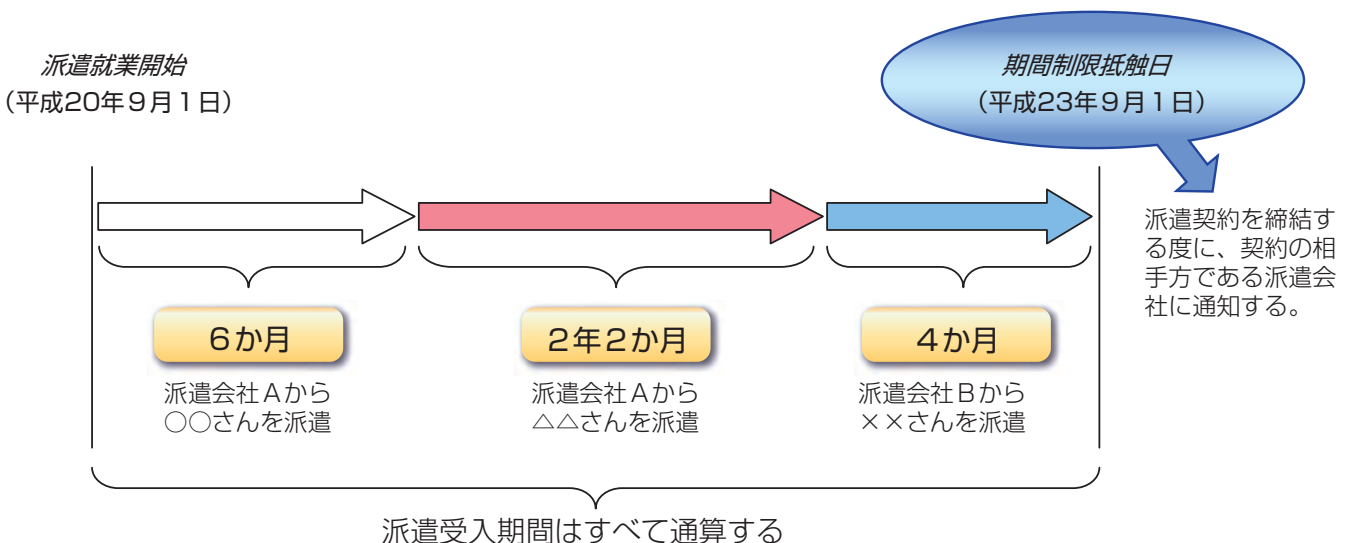 派遣就業開始
(平成20年9月1日)
期間制限抵触日
(平成23年9月1日)
派遣契約を締結す
る度に、契約の相
手方である派遣会
社に通知する。
6か月
派遣会社Aから
○○さんを派遣
2年2か月
派遣会社Aから
△△さんを派遣
4か月
派遣会社Bから
××さんを派遣
派遣受入期間はすべて通算する